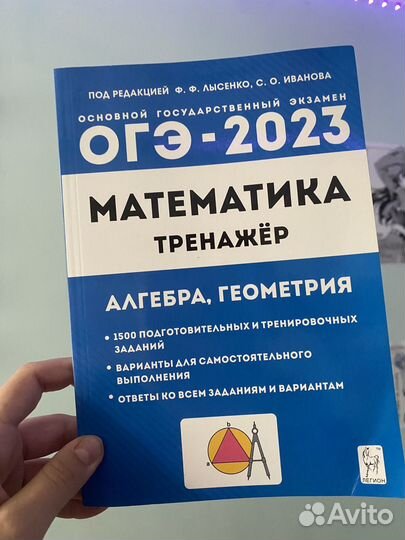 ПОД РЕДАКЦИЕЙ Ф. Ф. ЛЫСЕНКО, С. О. ИВАНОВА
ОСНОВНОЙ ГОСУДАРСТВЕННЫЙ ЭКЗАМЕН
ОГЭ - 2023
МАТЕМАТИКА
ТРЕНАЖЁР
АЛГЕБРА, ГЕОМЕТРИЯ
• 1500 ПОДГОТОВИТЕЛЬНЫХ И ТРЕНИРОВОЧНЫХ
ЗАДАНИЙ
• ВАРИАНТЫ ДЛЯ САМОСТОЯТЕЛЬНОГО
ВЫПОЛНЕНИЯ
• ОТВЕТЫ КО ВСЕМ ЗАДАНИЯМ И ВАРИАНТАМ
b
a
ЛЕГИОН
Avito